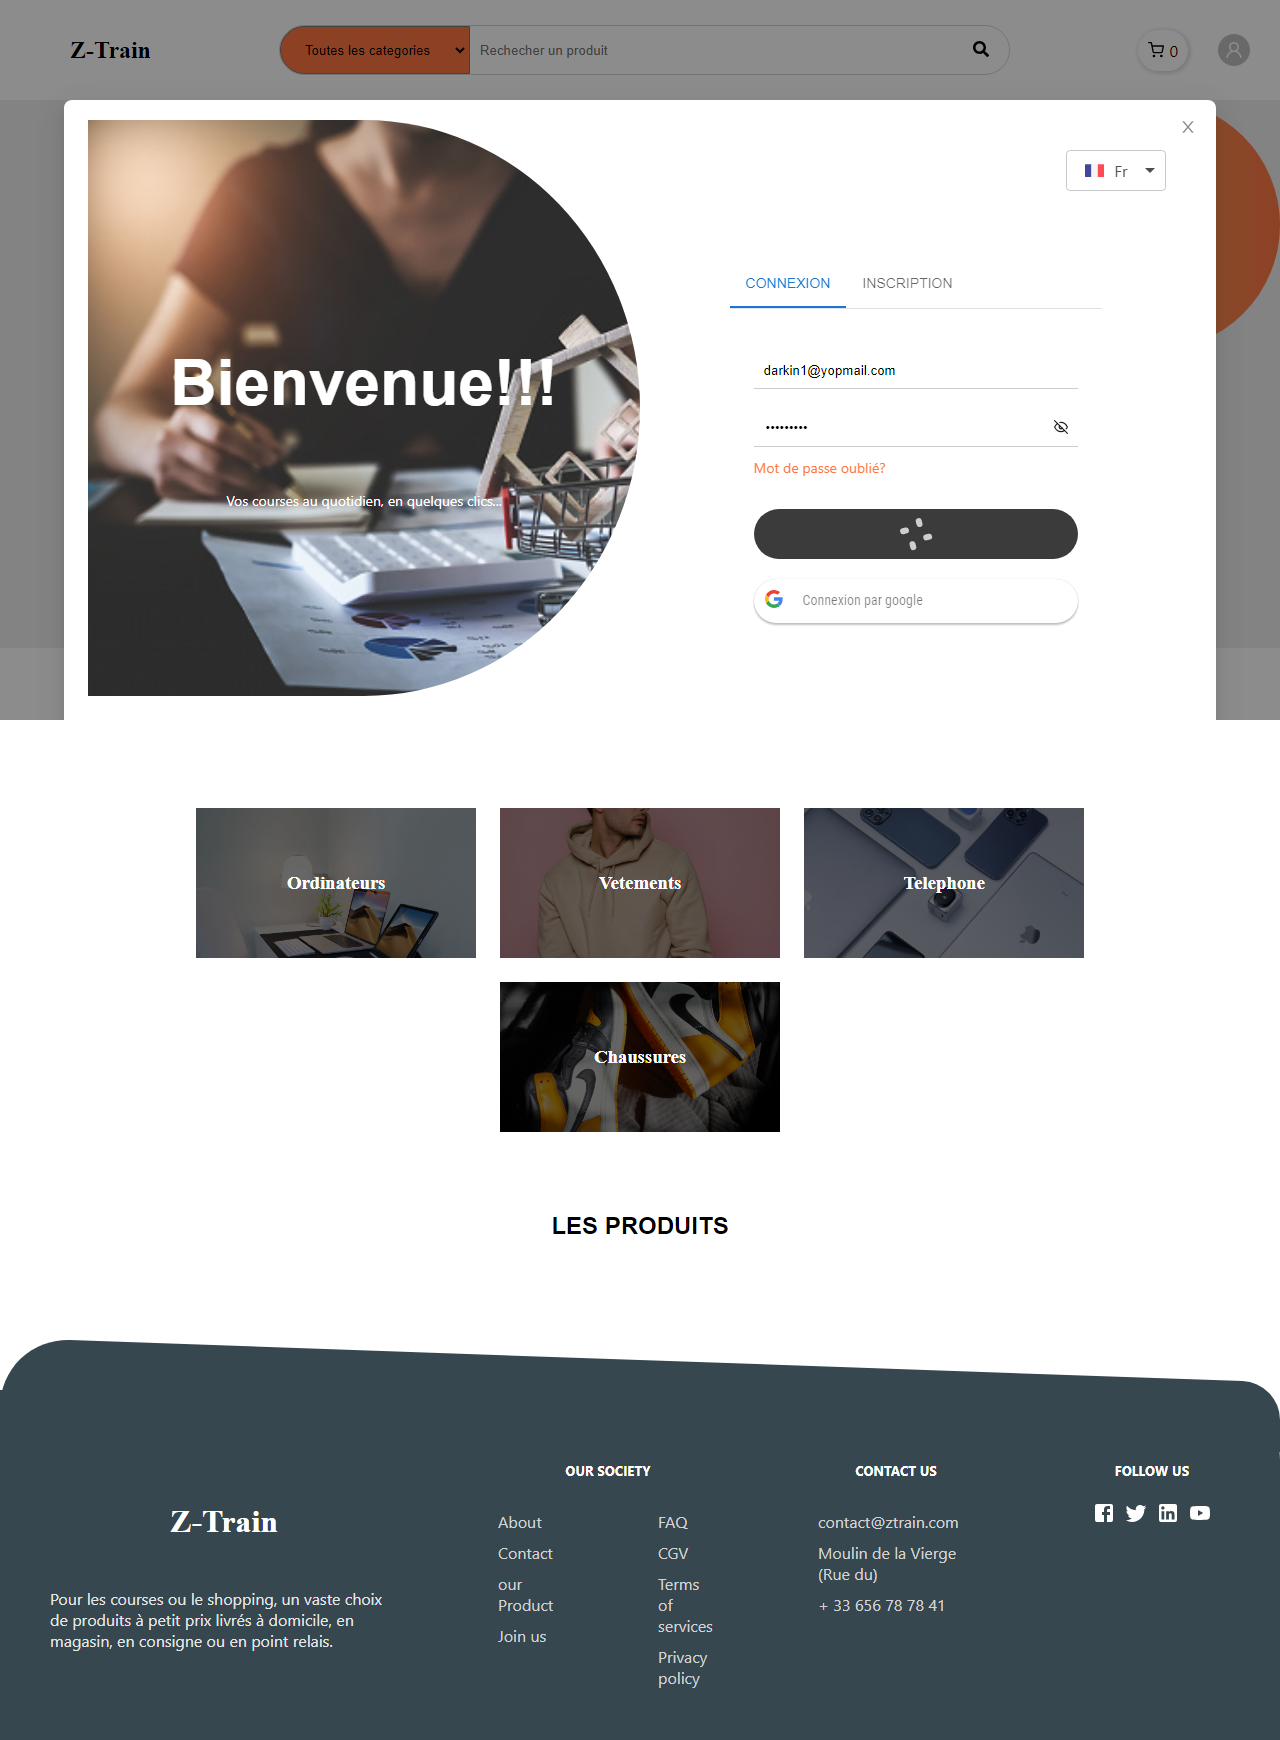 Z-Train
Toutes les categories
Rechecher un produit
0
X
Fr
CONNEXION
INSCRIPTION
Bienvenue!!!
Vos courses au quotidien, en quelques clics...
darkin1@yopmail.com
•••••••••
Mot de passe oublié?
Connexion par google
Ordinateurs
Vetements
Telephone
Chaussures
LES PRODUITS
Z-Train
Pour les courses ou le shopping, un vaste choix
de produits à petit prix livrés à domicile, en
magasin, en consigne ou en point relais.
OUR SOCIETY
About
Contact
our
Product
Join us
FAQ
CGV
Terms
of
services
Privacy
policy
CONTACT US
contact@ztrain.com
Moulin de la Vierge
(Rue du)
+ 33 656 78 78 41
FOLLOW US